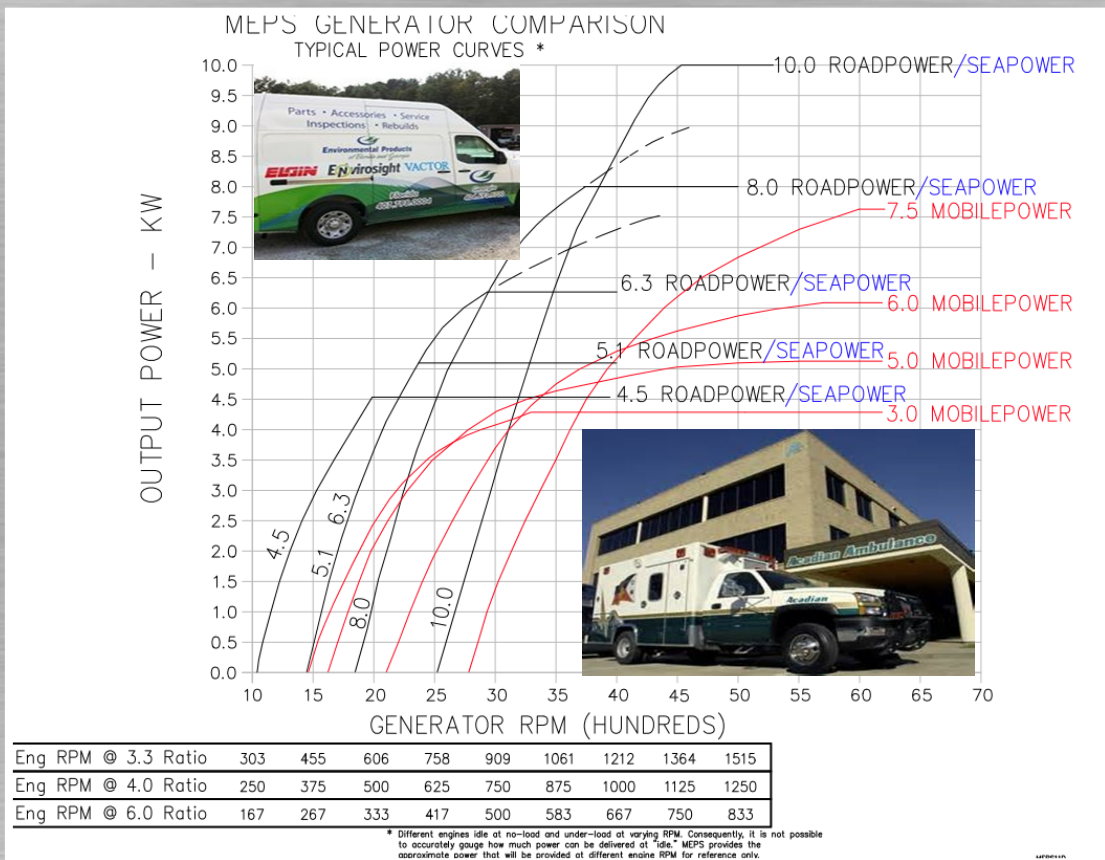 MEPS GENERATOR COMPARISON
TYPICAL POWER CURVES *
OUTPUT POWER – KW
10.0
9.5
9.0
8.5
8.0
7.5
7.0
6.5
6.0
5.5
5.0
4.5
4.0
3.5
3.0
2.5
2.0
1.5
1.0
0.5
0.0
Parts • Accessories • Service
Inspections • Rebuilds
Environmental Products
ELGIN Envirosight VACTOR
10.0 ROADPOWER/SEAPOWER
8.0 ROADPOWER/SEAPOWER
7.5 MOBILEPOWER
6.3 ROADPOWER/SEAPOWER
6.0 MOBILEPOWER
5.1 ROADPOWER/SEAPOWER
5.0 MOBILEPOWER
4.5 ROADPOWER/SEAPOWER
3.0 MOBILEPOWER
4.5
5.1
6.3
8.0
10.0
Acadian Ambulance
Acadian
10 15 20 25 30 35 40 45 50 55 60 65 70
GENERATOR RPM (HUNDREDS)
Eng RPM @ 3.3 Ratio 303 455 606 758 909 1061 1212 1364 1515
Eng RPM @ 4.0 Ratio 250 375 500 625 750 875 1000 1125 1250
Eng RPM @ 6.0 Ratio 167 267 333 417 500 583 667 750 833
* Different engines idle at no-load and under-load at varying RPM. Consequently, it is not possible
to accurately gauge how much power can be delivered at "idle." MEPS provides the
approximate power that will be provided at different engine RPM for reference only.